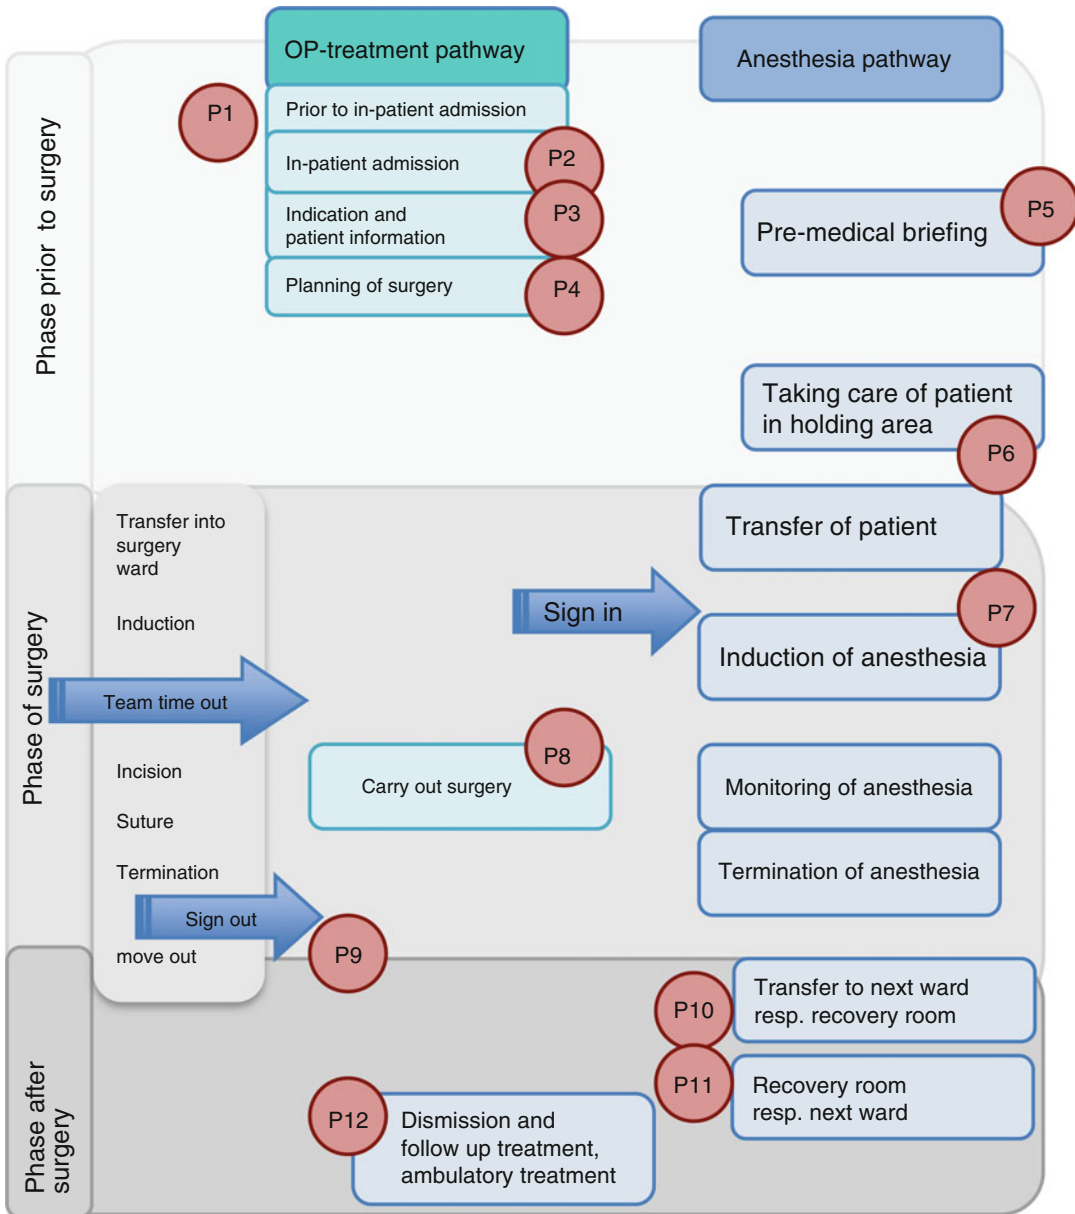 OP-treatment pathway
Anesthesia pathway
Phase prior to surgery
P1
Prior to in-patient admission
In-patient admission
P2
Indication and
patient information
P3
Planning of surgery
P4
Pre-medical briefing
P5
Taking care of patient
in holding area
P6
Phase of surgery
Transfer into
surgery
ward
Transfer of patient
Induction
Sign in
P7
Induction of anesthesia
Team time out
P8
Incision
Carry out surgery
Monitoring of anesthesia
Suture
Termination
Termination of anesthesia
Sign out
move out
P9
Phase after
surgery
P10
Transfer to next ward
resp. recovery room
P11
Recovery room
resp. next ward
P12
Dismission and
follow up treatment,
ambulatory treatment